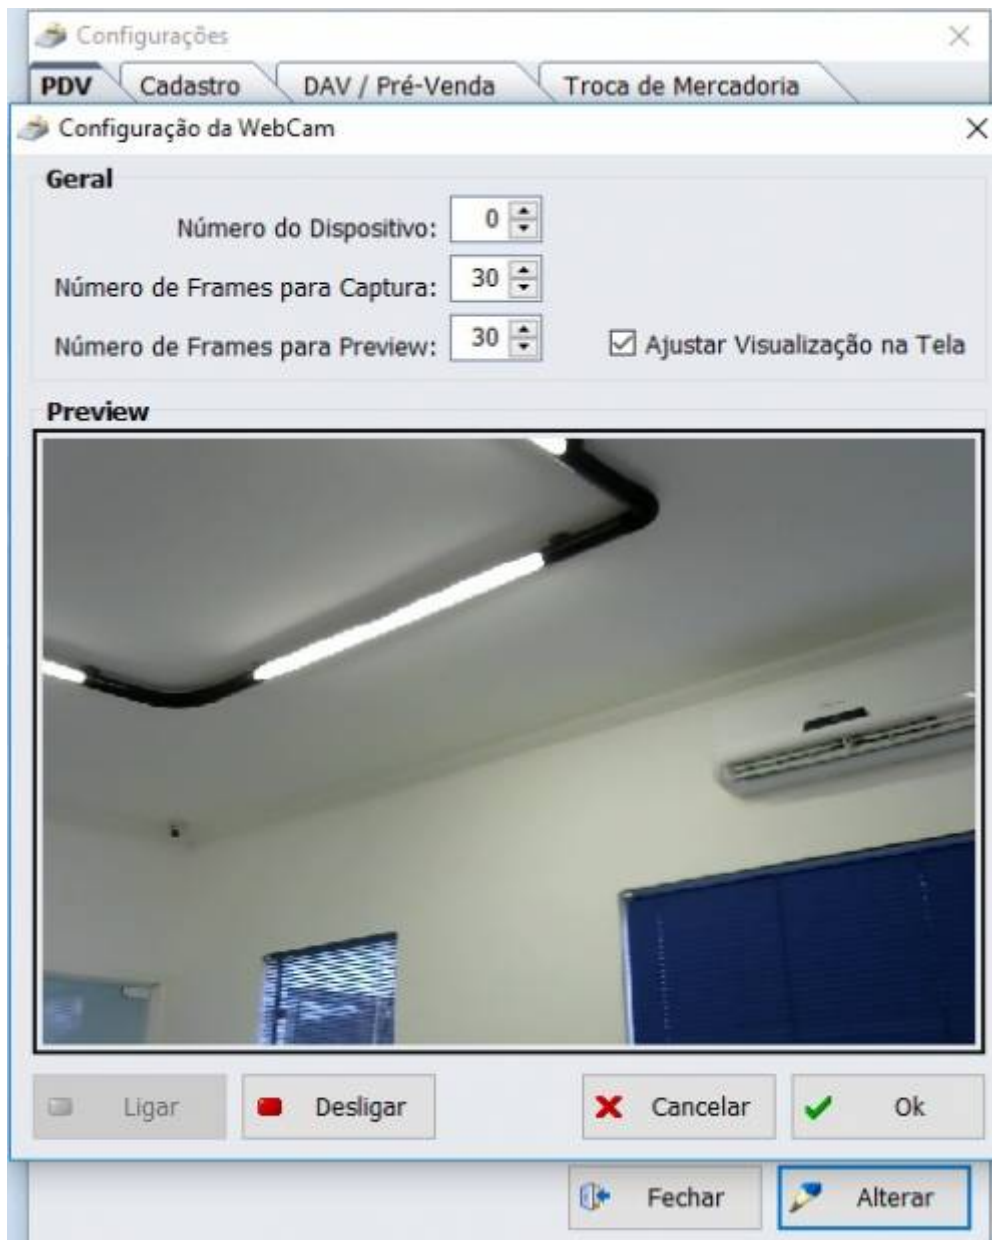 Configurações
PDV Cadastro DAV / Pré-Venda Troca de Mercadoria
Configuração da WebCam
Geral
Número do Dispositivo: 0
Número de Frames para Captura: 30
Número de Frames para Preview: 30 Ajustar Visualização na Tela
Preview
Ligar Desligar Cancelar Ok
Fechar Alterar